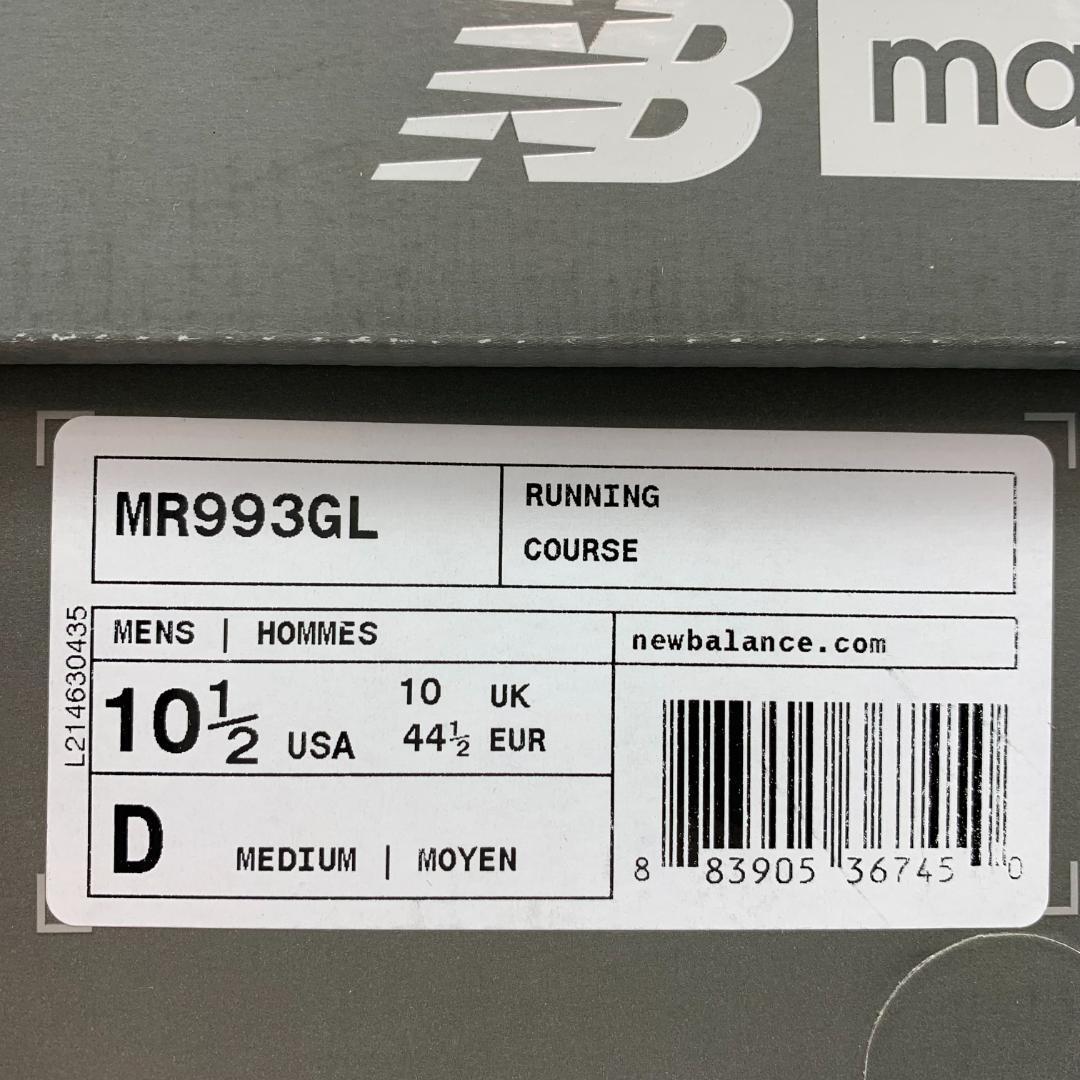 NB
MR993GL
RUNNING
COURSE
L214630435
MENS | HOMMES
newbalance.com
10½ USA
10 UK
44½ EUR
D MEDIUM | MOYEN
8 83905 36745 0